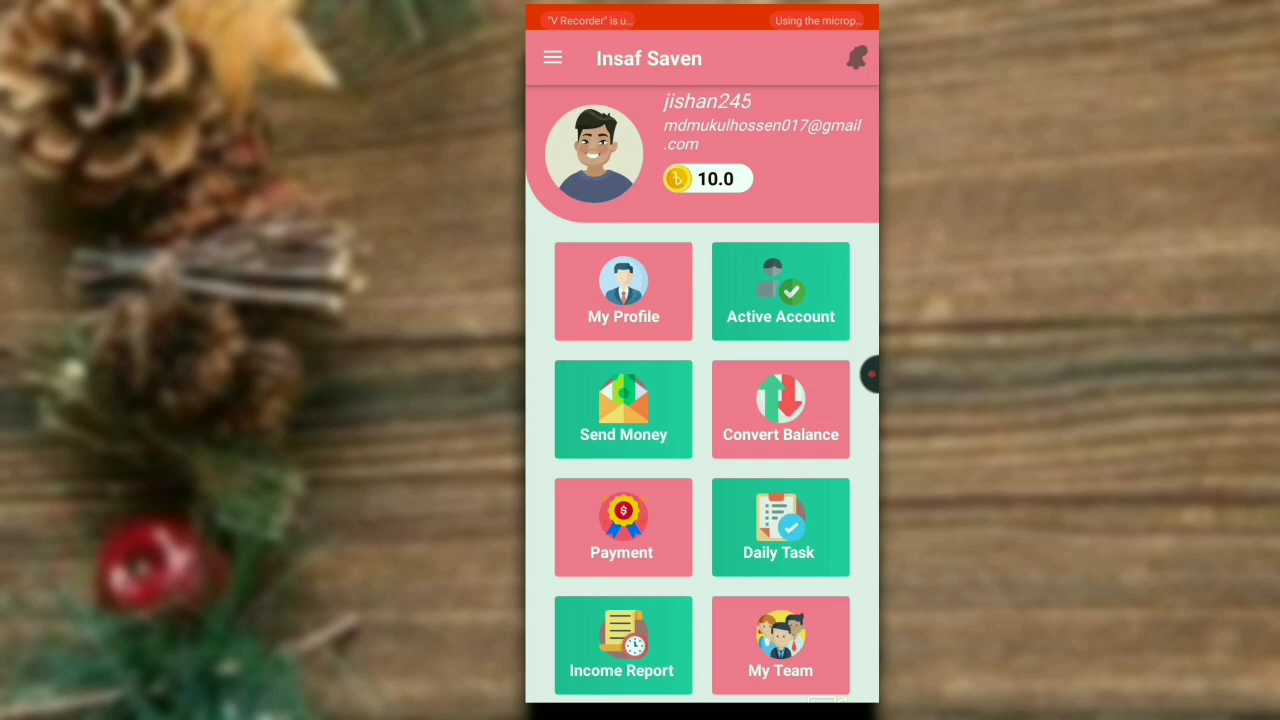 "V Recorder" is u...
Using the microp...
Insaf Saven
jishan245
mdmukulhossen017@gmail
.com
৳ 10.0
My Profile
Active Account
Send Money
Convert Balance
$
Payment
Daily Task
Income Report
My Team